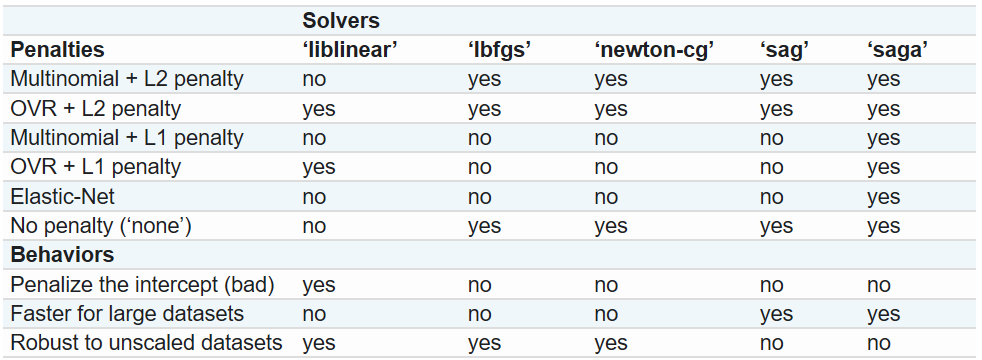 Solvers
Penalties ‘liblinear’ ‘lbfgs’ ‘newton-cg’ ‘sag’ ‘saga’
Multinomial + L2 penalty no yes yes yes yes
OVR + L2 penalty yes yes yes yes yes
Multinomial + L1 penalty no no no no yes
OVR + L1 penalty yes no no no yes
Elastic-Net no no no no yes
No penalty (‘none’) no yes yes yes yes
Behaviors
Penalize the intercept (bad) yes no no no no
Faster for large datasets no no no yes yes
Robust to unscaled datasets yes yes yes no no